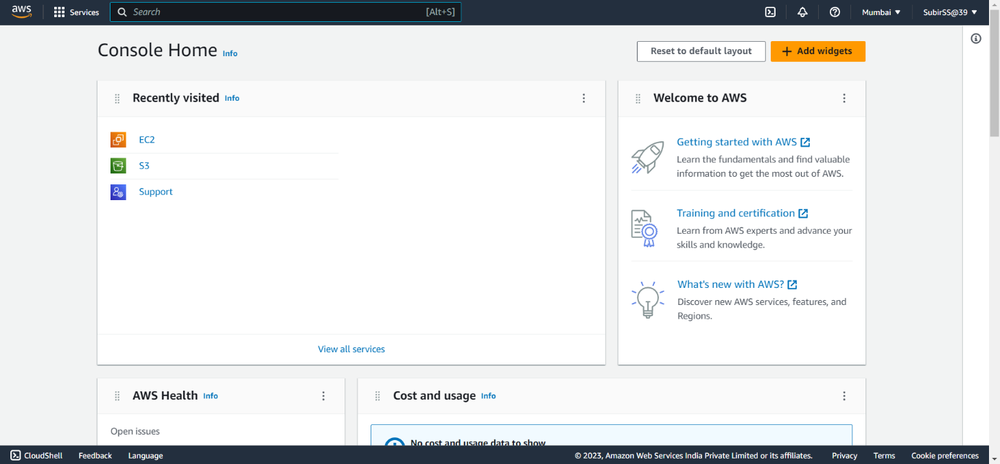 aws
Services
Search [Alt+S]
Mumbai ▼
SubirSS@39 ▼
Console Home Info
Reset to default layout
+ Add widgets
Recently visited Info
EC2
S3
Support
View all services
Welcome to AWS
Getting started with AWS
Learn the fundamentals and find valuable
information to get the most out of AWS.
Training and certification
Learn from AWS experts and advance your
skills and knowledge.
What's new with AWS?
Discover new AWS services, features, and
Regions.
AWS Health Info
Open issues
Cost and usage Info
No cost and usage data to show
CloudShell
Feedback
Language
© 2023, Amazon Web Services India Private Limited or its affiliates.
Privacy
Terms
Cookie preferences